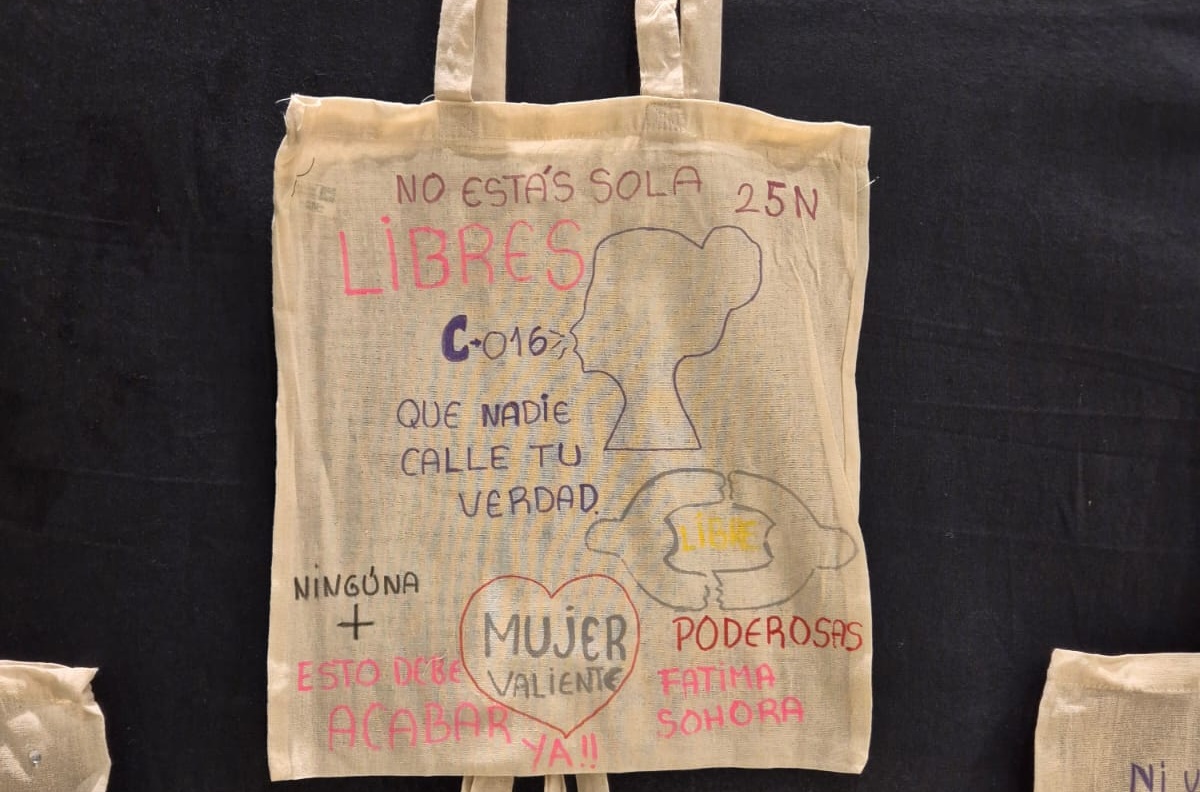 NO ESTÁS SOLA 25N
LIBRES
C-016
QUE NADIE
CALLE TU
VERDAD.
LIBRE
NINGÚNA
+
MUJER
VALIENTE
PODEROSAS
ESTO DEBE
ACABAR
YA!!
FATIMA
SOHORA
Ni